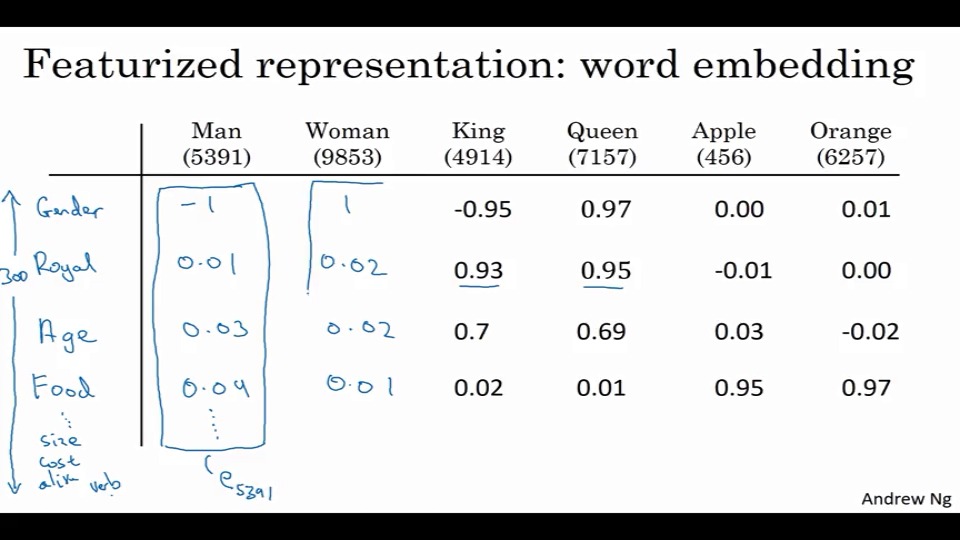 Featurized representation: word embedding
Man Woman King Queen Apple Orange
(5391) (9853) (4914) (7157) (456) (6257)
Gender -1 1 -0.95 0.97 0.00 0.01
300 Royal 0.01 0.02 0.93 0.95 -0.01 0.00
Age 0.03 0.02 0.7 0.69 0.03 -0.02
Food 0.04 0.01 0.02 0.01 0.95 0.97
size
cost
alive verb e5391
Andrew Ng